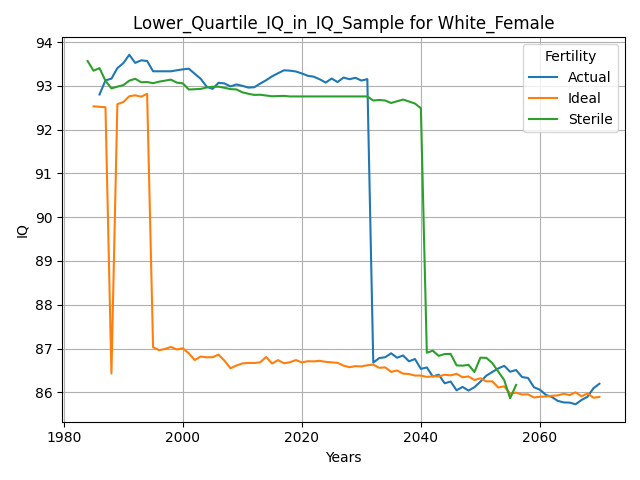 Lower_Quartile_IQ_in_IQ_Sample for White_Female
94
93
92
91
90
89
88
87
86
IQ
Fertility
Actual
Ideal
Sterile
1980
2000
2020
2040
2060
Years